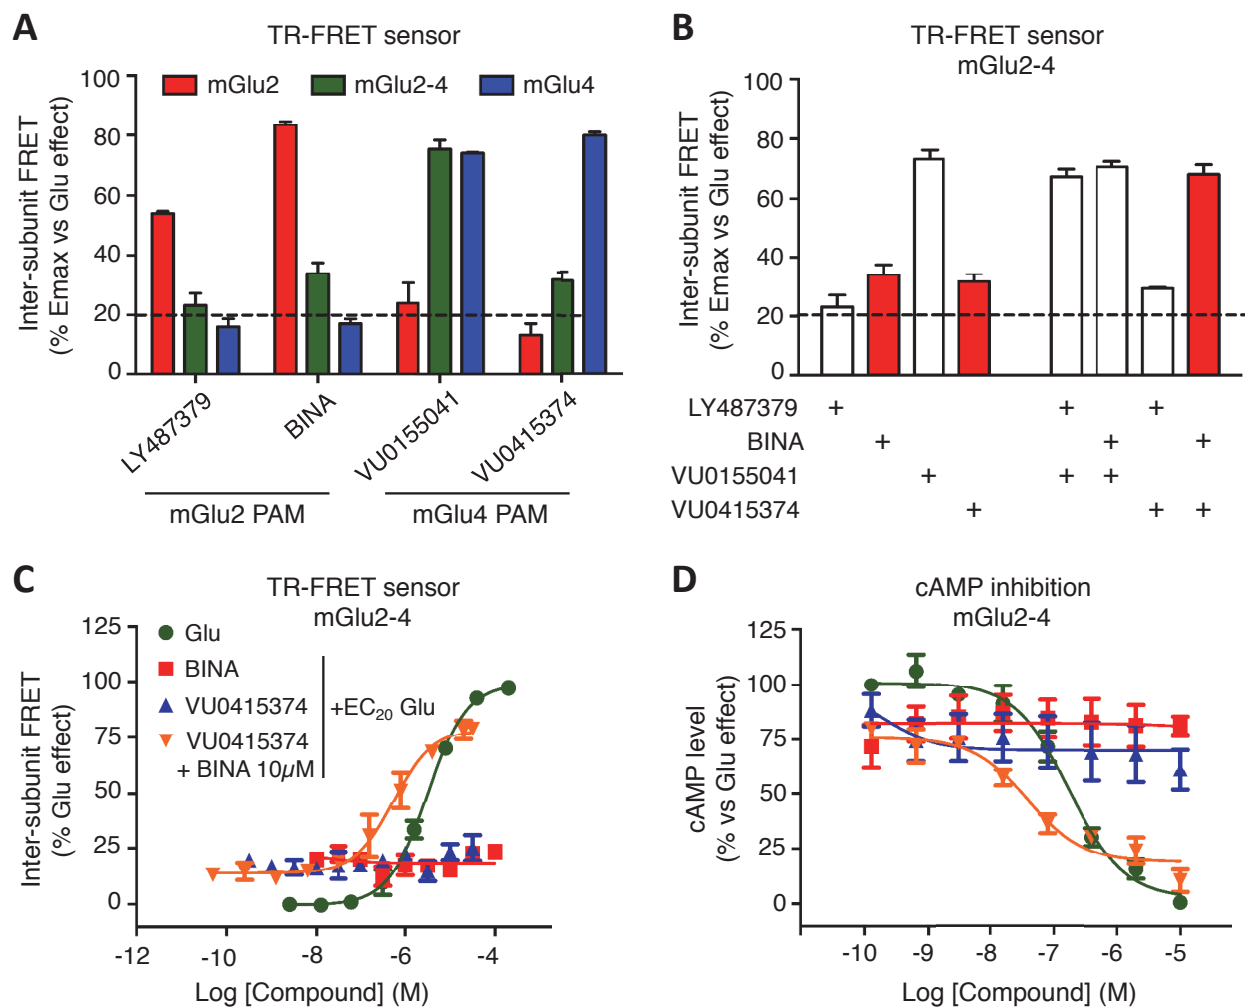 A
TR-FRET sensor
Inter-subunit FRET
(% Emax vs Glu effect)
100
80
60
40
20
0
mGlu2
mGlu2-4
mGlu4
LY487379
BINA
VU0155041
VU0415374
mGlu2 PAM
mGlu4 PAM
B
TR-FRET sensor
mGlu2-4
Inter-subunit FRET
(% Emax vs Glu effect)
100
80
60
40
20
0
LY487379 + + +
BINA + + +
VU0155041 + + +
VU0415374 + + +
C
TR-FRET sensor
mGlu2-4
Inter-subunit FRET
(% Glu effect)
125
100
75
50
25
0
Glu
BINA
VU0415374
VU0415374
+ BINA 10µM
+EC20 Glu
-12 -10 -8 -6 -4
Log [Compound] (M)
D
cAMP inhibition
mGlu2-4
cAMP level
(% vs Glu effect)
125
100
75
50
25
0
-10 -9 -8 -7 -6 -5
Log [Compound] (M)